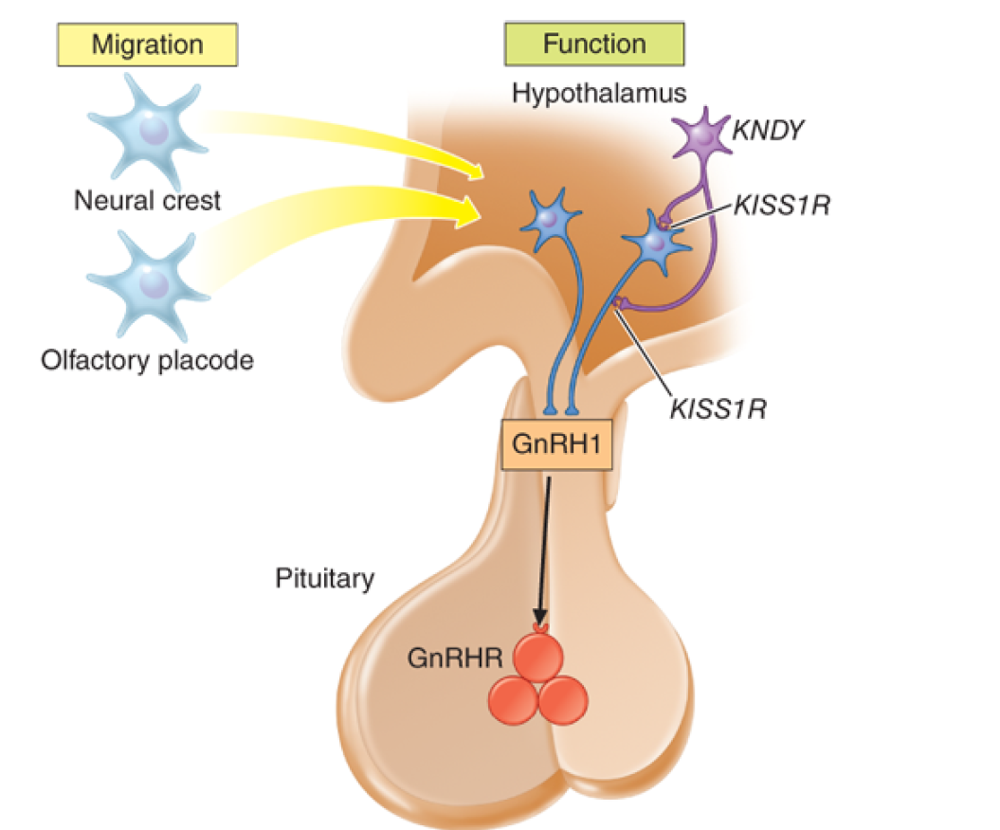 Migration
Function
Hypothalamus
KNDY
Neural crest
KISS1R
Olfactory placode
KISS1R
GnRH1
Pituitary
GnRHR